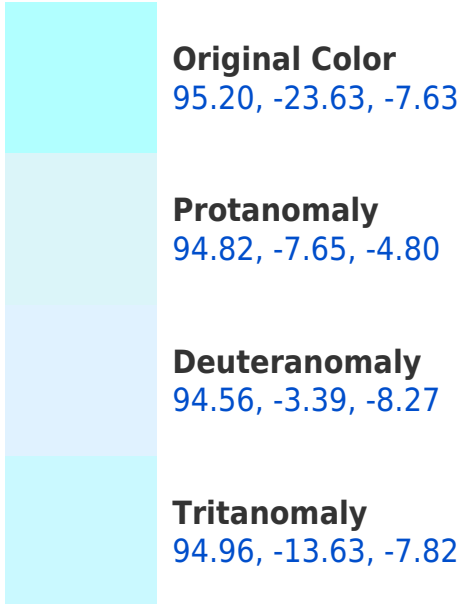 Original Color
95.20, -23.63, -7.63
Protanomaly
94.82, -7.65, -4.80
Deuteranomaly
94.56, -3.39, -8.27
Tritanomaly
94.96, -13.63, -7.82